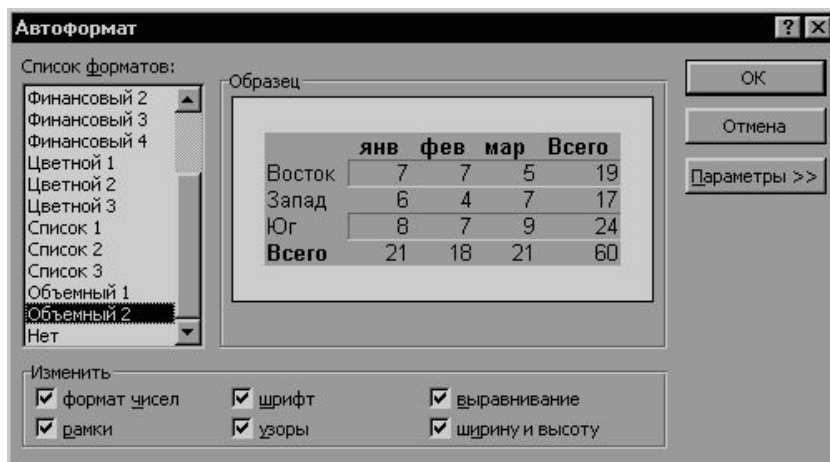 Автоформат
Список форматов:
Финансовый 2
Финансовый 3
Финансовый 4
Цветной 1
Цветной 2
Цветной 3
Список 1
Список 2
Список 3
Объемный 1
Объемный 2
Нет
Образец
янв фев мар Всего
Восток 7 7 5 19
Запад 6 4 7 17
Юг 8 7 9 24
Всего 21 18 21 60
ОК
Отмена
Параметры >>
Изменить
формат чисел шрифт выравнивание
рамки узоры ширину и высоту